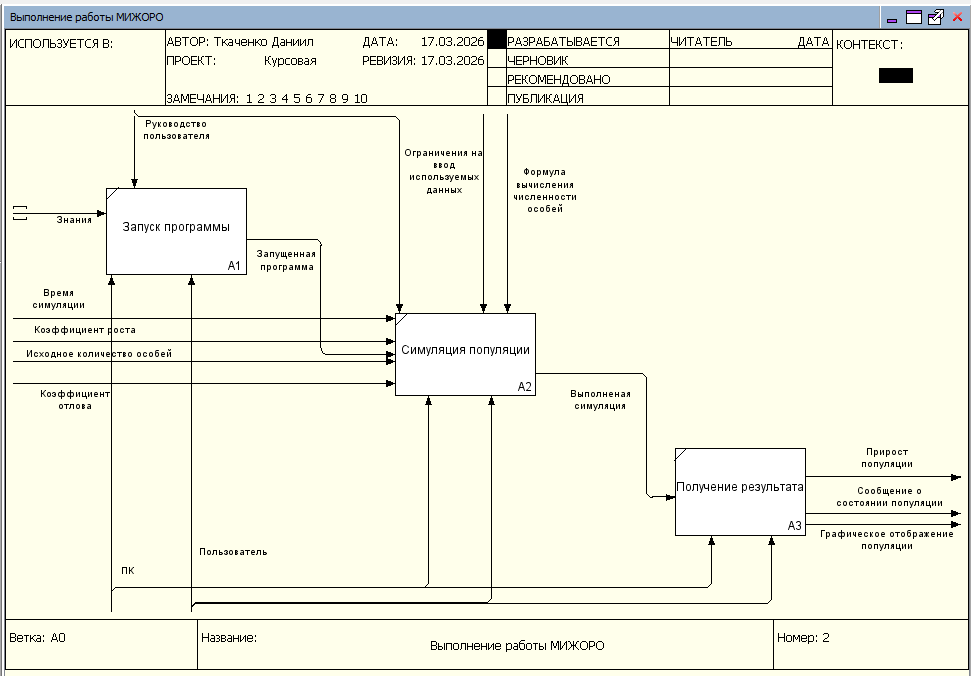 Выполнение работы МИЖОРО
ИСПОЛЬЗУЕТСЯ В:
АВТОР: Ткаченко Даниил
ДАТА: 17.03.2026
ПРОЕКТ: Курсовая
РЕВИЗИЯ: 17.03.2026
ЗАМЕЧАНИЯ: 1 2 3 4 5 6 7 8 9 10
РАЗРАБАТЫВАЕТСЯ
ЧЕРНОВИК
РЕКОМЕНДОВАНО
ПУБЛИКАЦИЯ
ЧИТАТЕЛЬ
ДАТА
КОНТЕКСТ:
Руководство
пользователя
Ограничения на
ввод
используемых
данных
Формула
вычисления
численности
особей
Знания
Запуск программы
A1
Запущенная
программа
Время
симуляции
Коэффициент роста
Исходное количество особей
Коэффициент
отлова
Симуляция популяции
A2
Выполненая
симуляция
Получение результата
A3
Прирост
популяции
Сообщение о
состоянии популяции
Графическое отображение
популяции
Пользователь
ПК
Ветка: A0
Название:
Выполнение работы МИЖОРО
Номер: 2